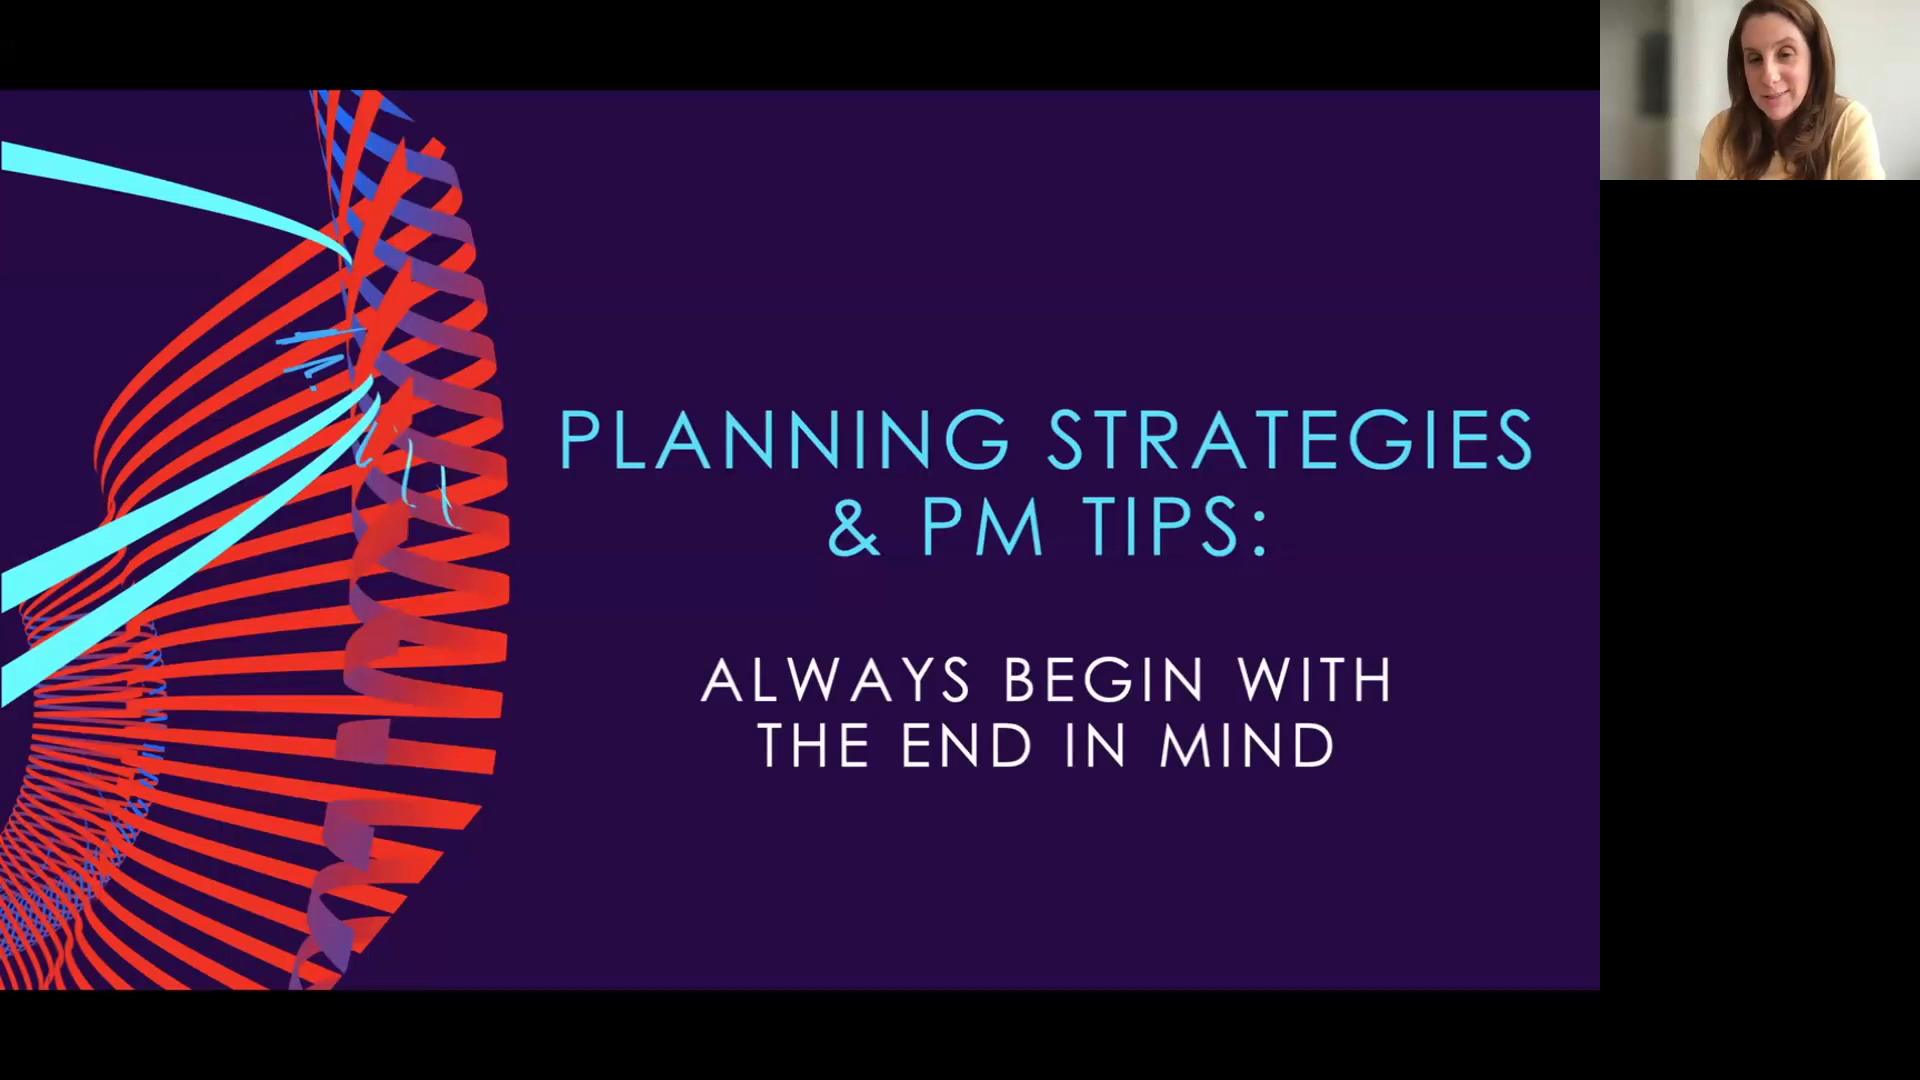 PLANNING STRATEGIES
& PM TIPS:
ALWAYS BEGIN WITH
THE END IN MIND